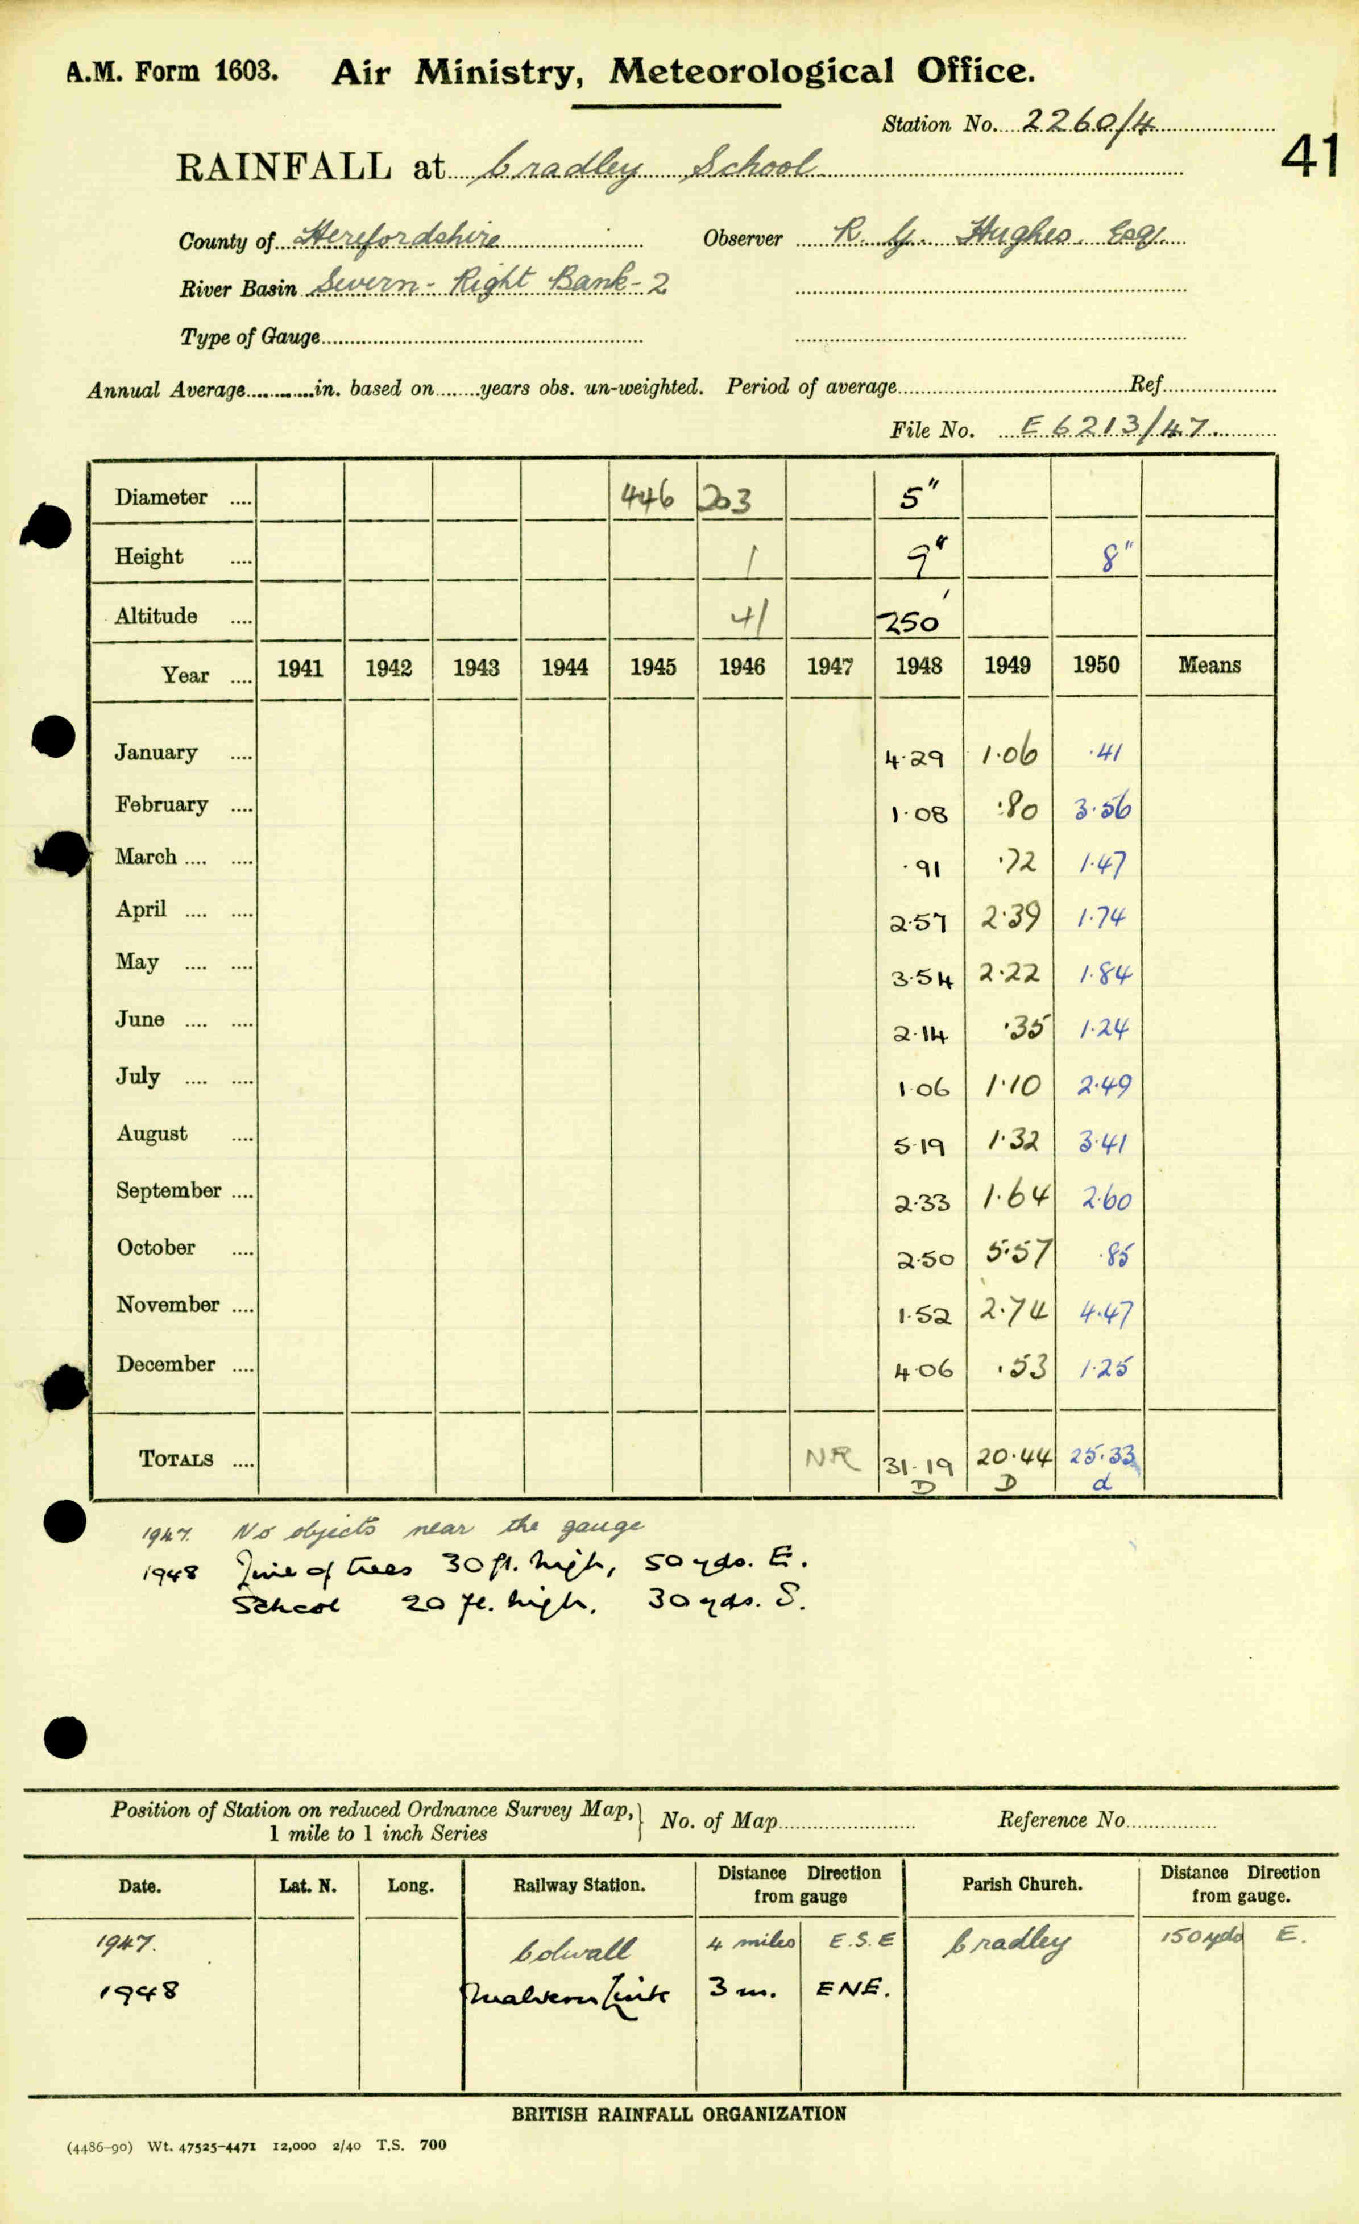 A.M. Form 1603. Air Ministry, Meteorological Office.
Station No. 2260/4
41
RAINFALL at Cradley School
County of Herefordshire Observer R. G. Hughes. Esq.
River Basin Severn - Right Bank - 2
Type of Gauge
Annual Average............in. based on........years obs. un-weighted. Period of average Ref.
File No. E 6213/47.
Diameter .... 446 203 5"
Height .... 1 9" 8"
Altitude .... 41 250'
Year .... 1941 1942 1943 1944 1945 1946 1947 1948 1949 1950 Means
January .... 4·29 1·06 ·41
February .... 1·08 ·80 3·56
March .... .... ·91 ·72 1·47
April .... .... 2·57 2·39 1·74
May .... .... 3·54 2·22 1·84
June .... .... 2·14 ·35 1·24
July .... .... 1·06 1·10 2·49
August .... 5·19 1·32 3·41
September .... 2·33 1·64 2·60
October .... 2·50 5·57 ·85
November .... 1·52 2·74 4·47
December .... 4·06 ·53 1·25
TOTALS .... NR 31·19 20·44 25·33
D D d
1947. No objects near the gauge
1948 Line of trees 30 ft. high, 50 yds. E.
School 20 ft. high. 30 yds. S.
Position of Station on reduced Ordnance Survey Map, } No. of Map Reference No.
1 mile to 1 inch Series
Date. Lat. N. Long. Railway Station. Distance Direction from gauge Parish Church. Distance Direction from gauge.
1947. Colwall 4 miles E.S.E Cradley 150 yds E.
1948 Malvern Link 3 m. ENE.
BRITISH RAINFALL ORGANIZATION
(4486-90) Wt. 47525-4471 12,000 2/40 T.S. 700